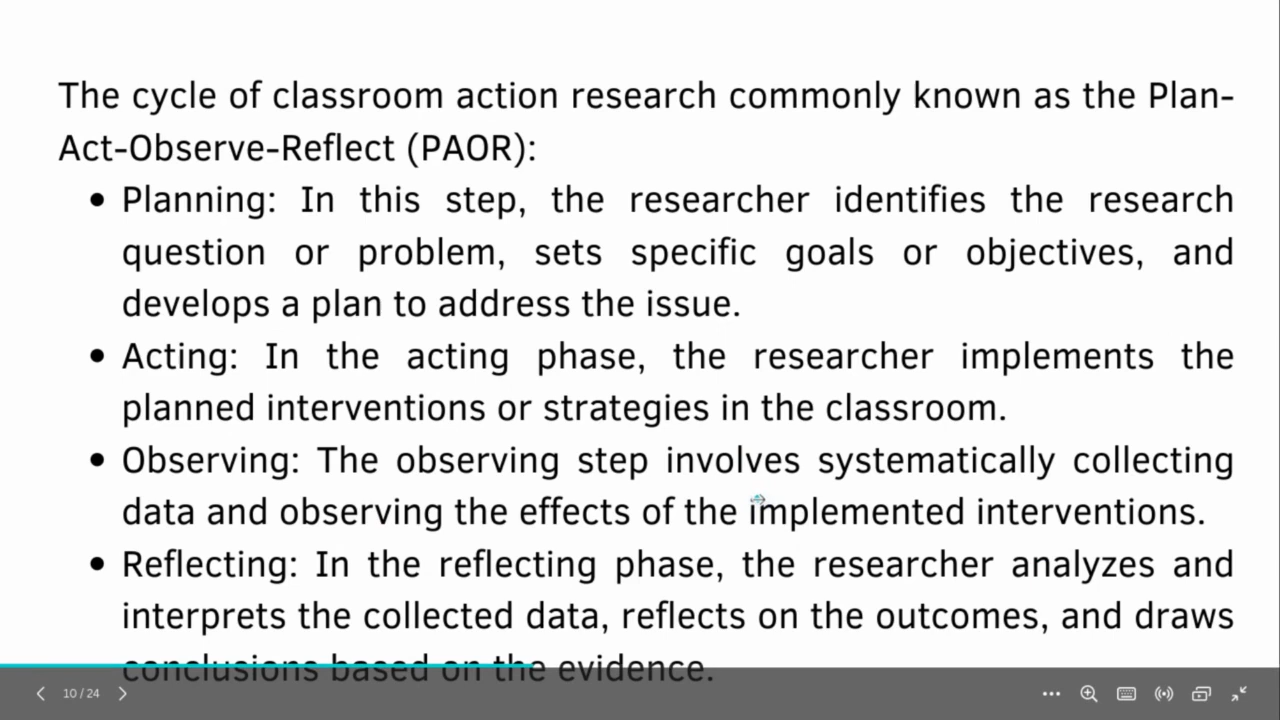 The cycle of classroom action research commonly known as the Plan-
Act-Observe-Reflect (PAOR):
• Planning: In this step, the researcher identifies the research
question or problem, sets specific goals or objectives, and
develops a plan to address the issue.
• Acting: In the acting phase, the researcher implements the
planned interventions or strategies in the classroom.
• Observing: The observing step involves systematically collecting
data and observing the effects of the implemented interventions.
• Reflecting: In the reflecting phase, the researcher analyzes and
interprets the collected data, reflects on the outcomes, and draws
conclusions based on the evidence.
10 / 24